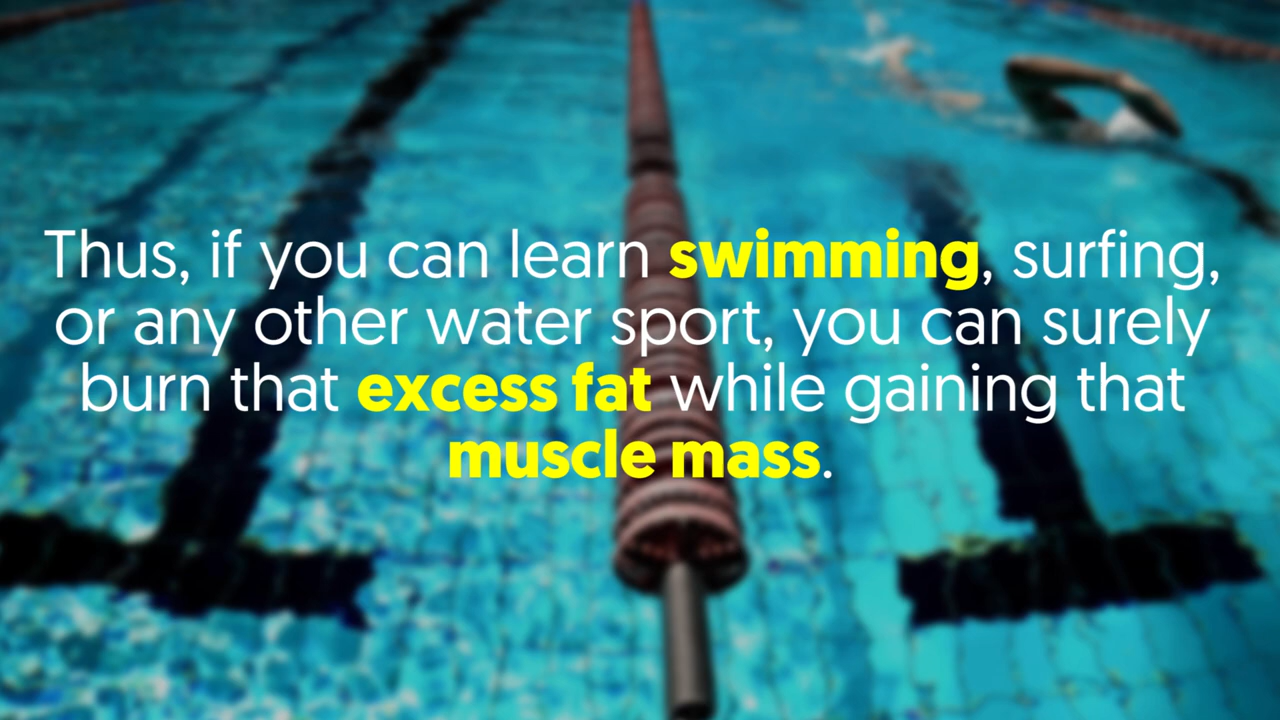 Thus, if you can learn swimming, surfing,
or any other water sport, you can surely
burn that excess fat while gaining that
muscle mass.